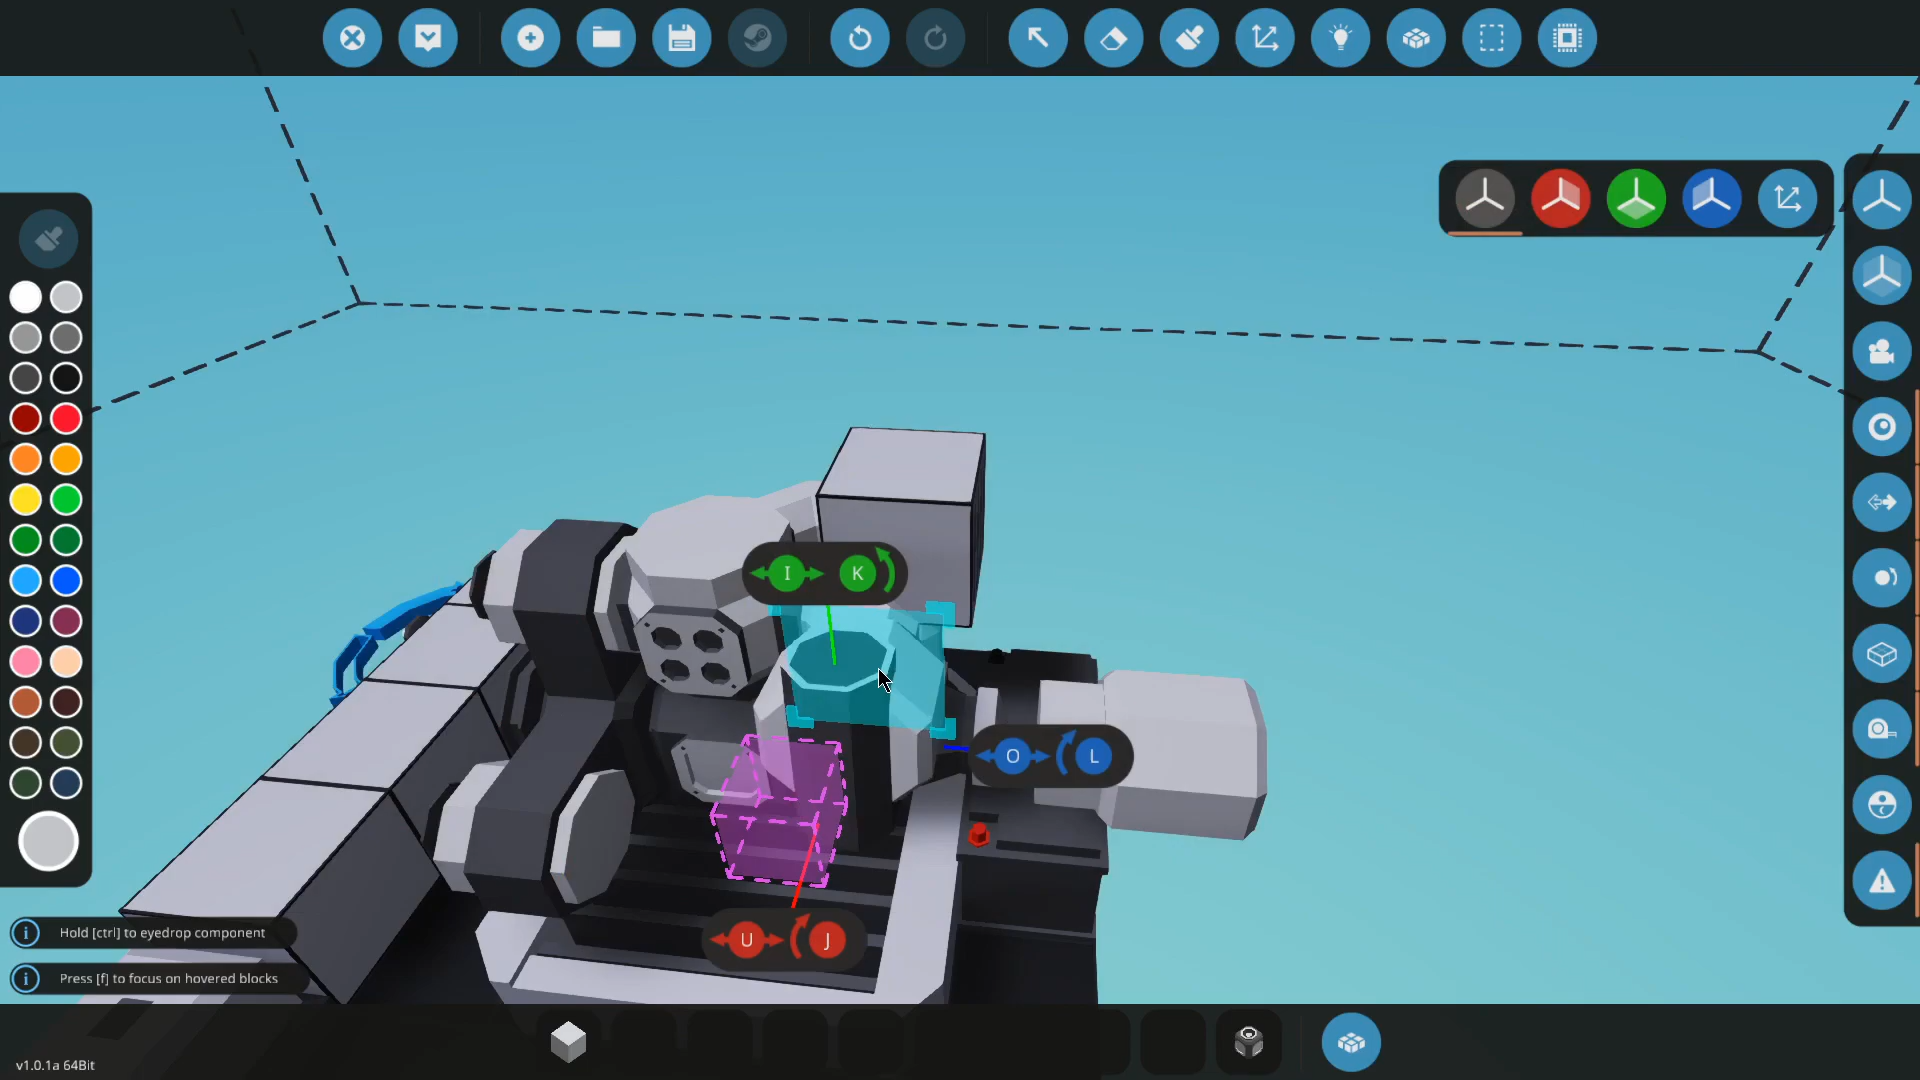 I K
O L
U J
Hold [ctrl] to eyedrop component
Press [f] to focus on hovered blocks
v1.0.1a 64Bit